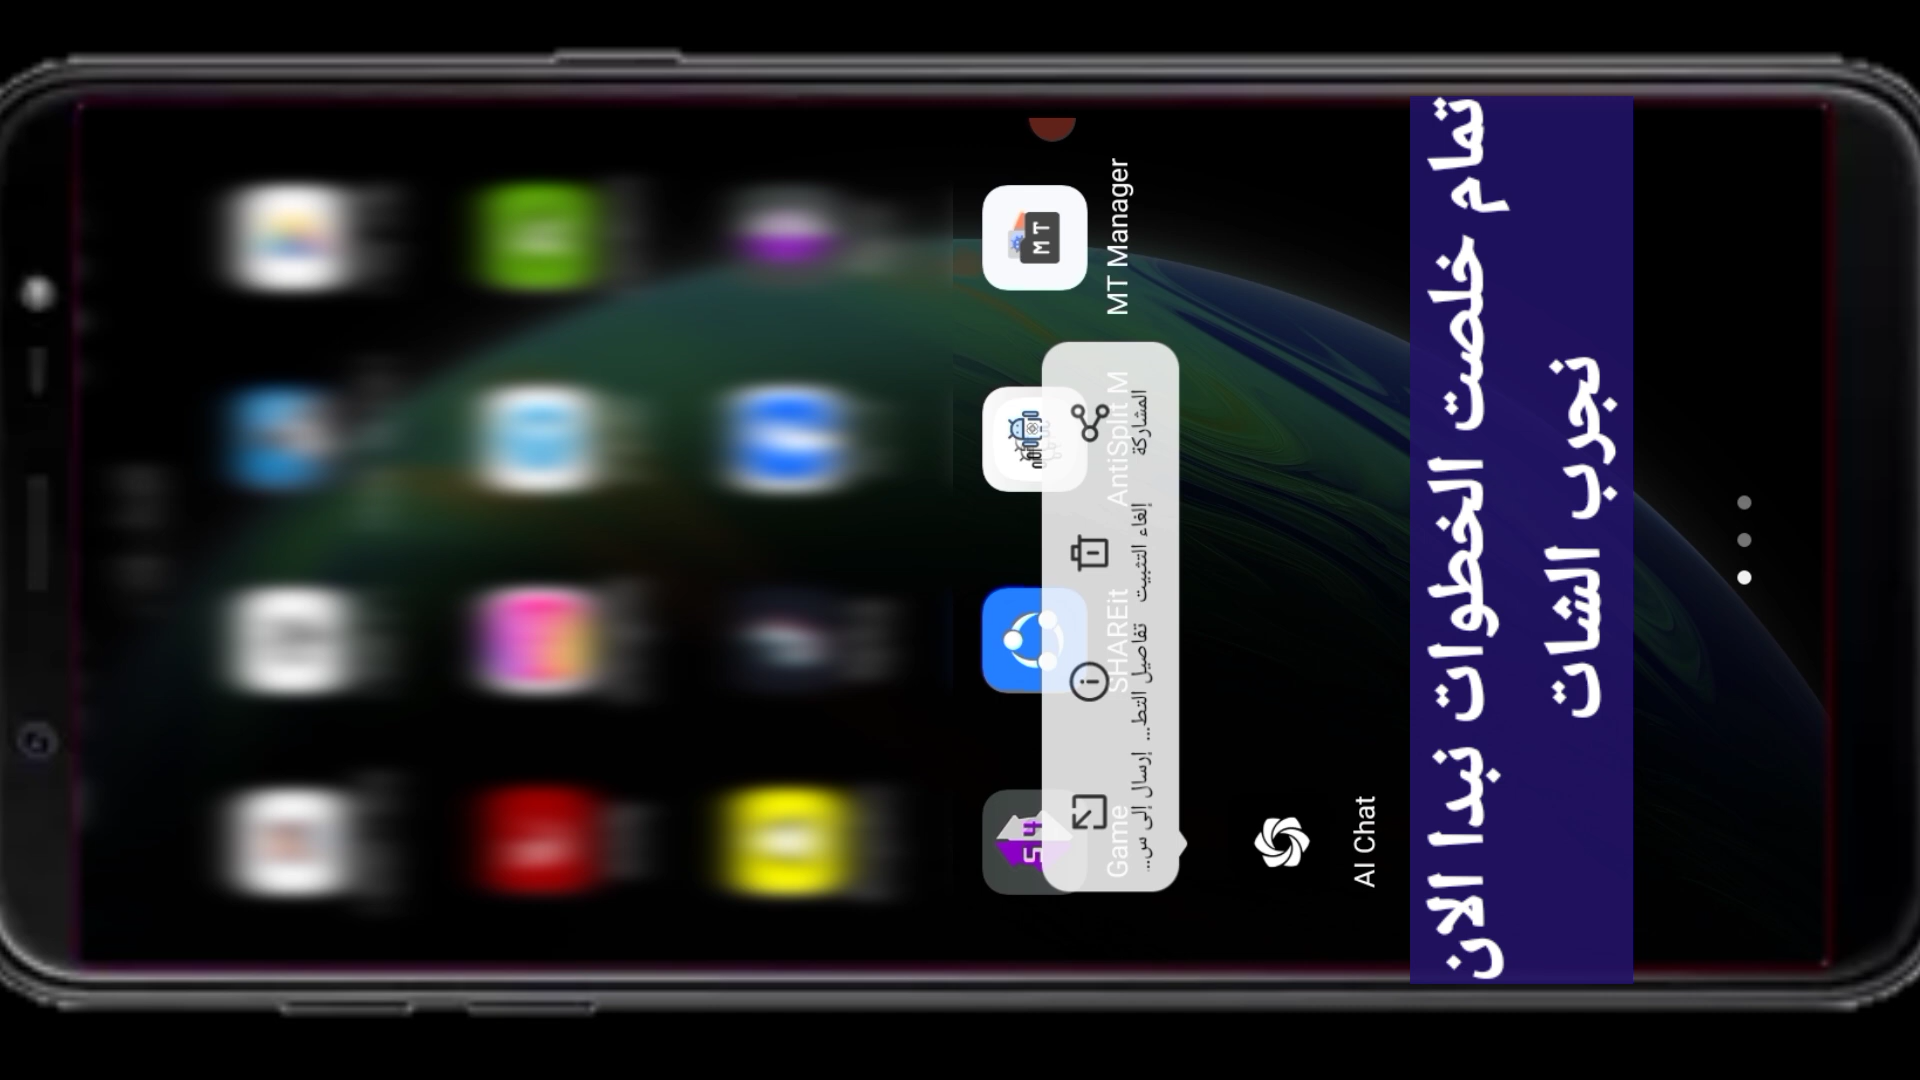 MT Manager
AntiSplit M
SHAREit
Game
المشاركة
إلغاء التثبيت
تفاصيل التط...
إرسال إلى س...
AI Chat
تمام خلصت الخطوات نبدا الان
نجرب الشات